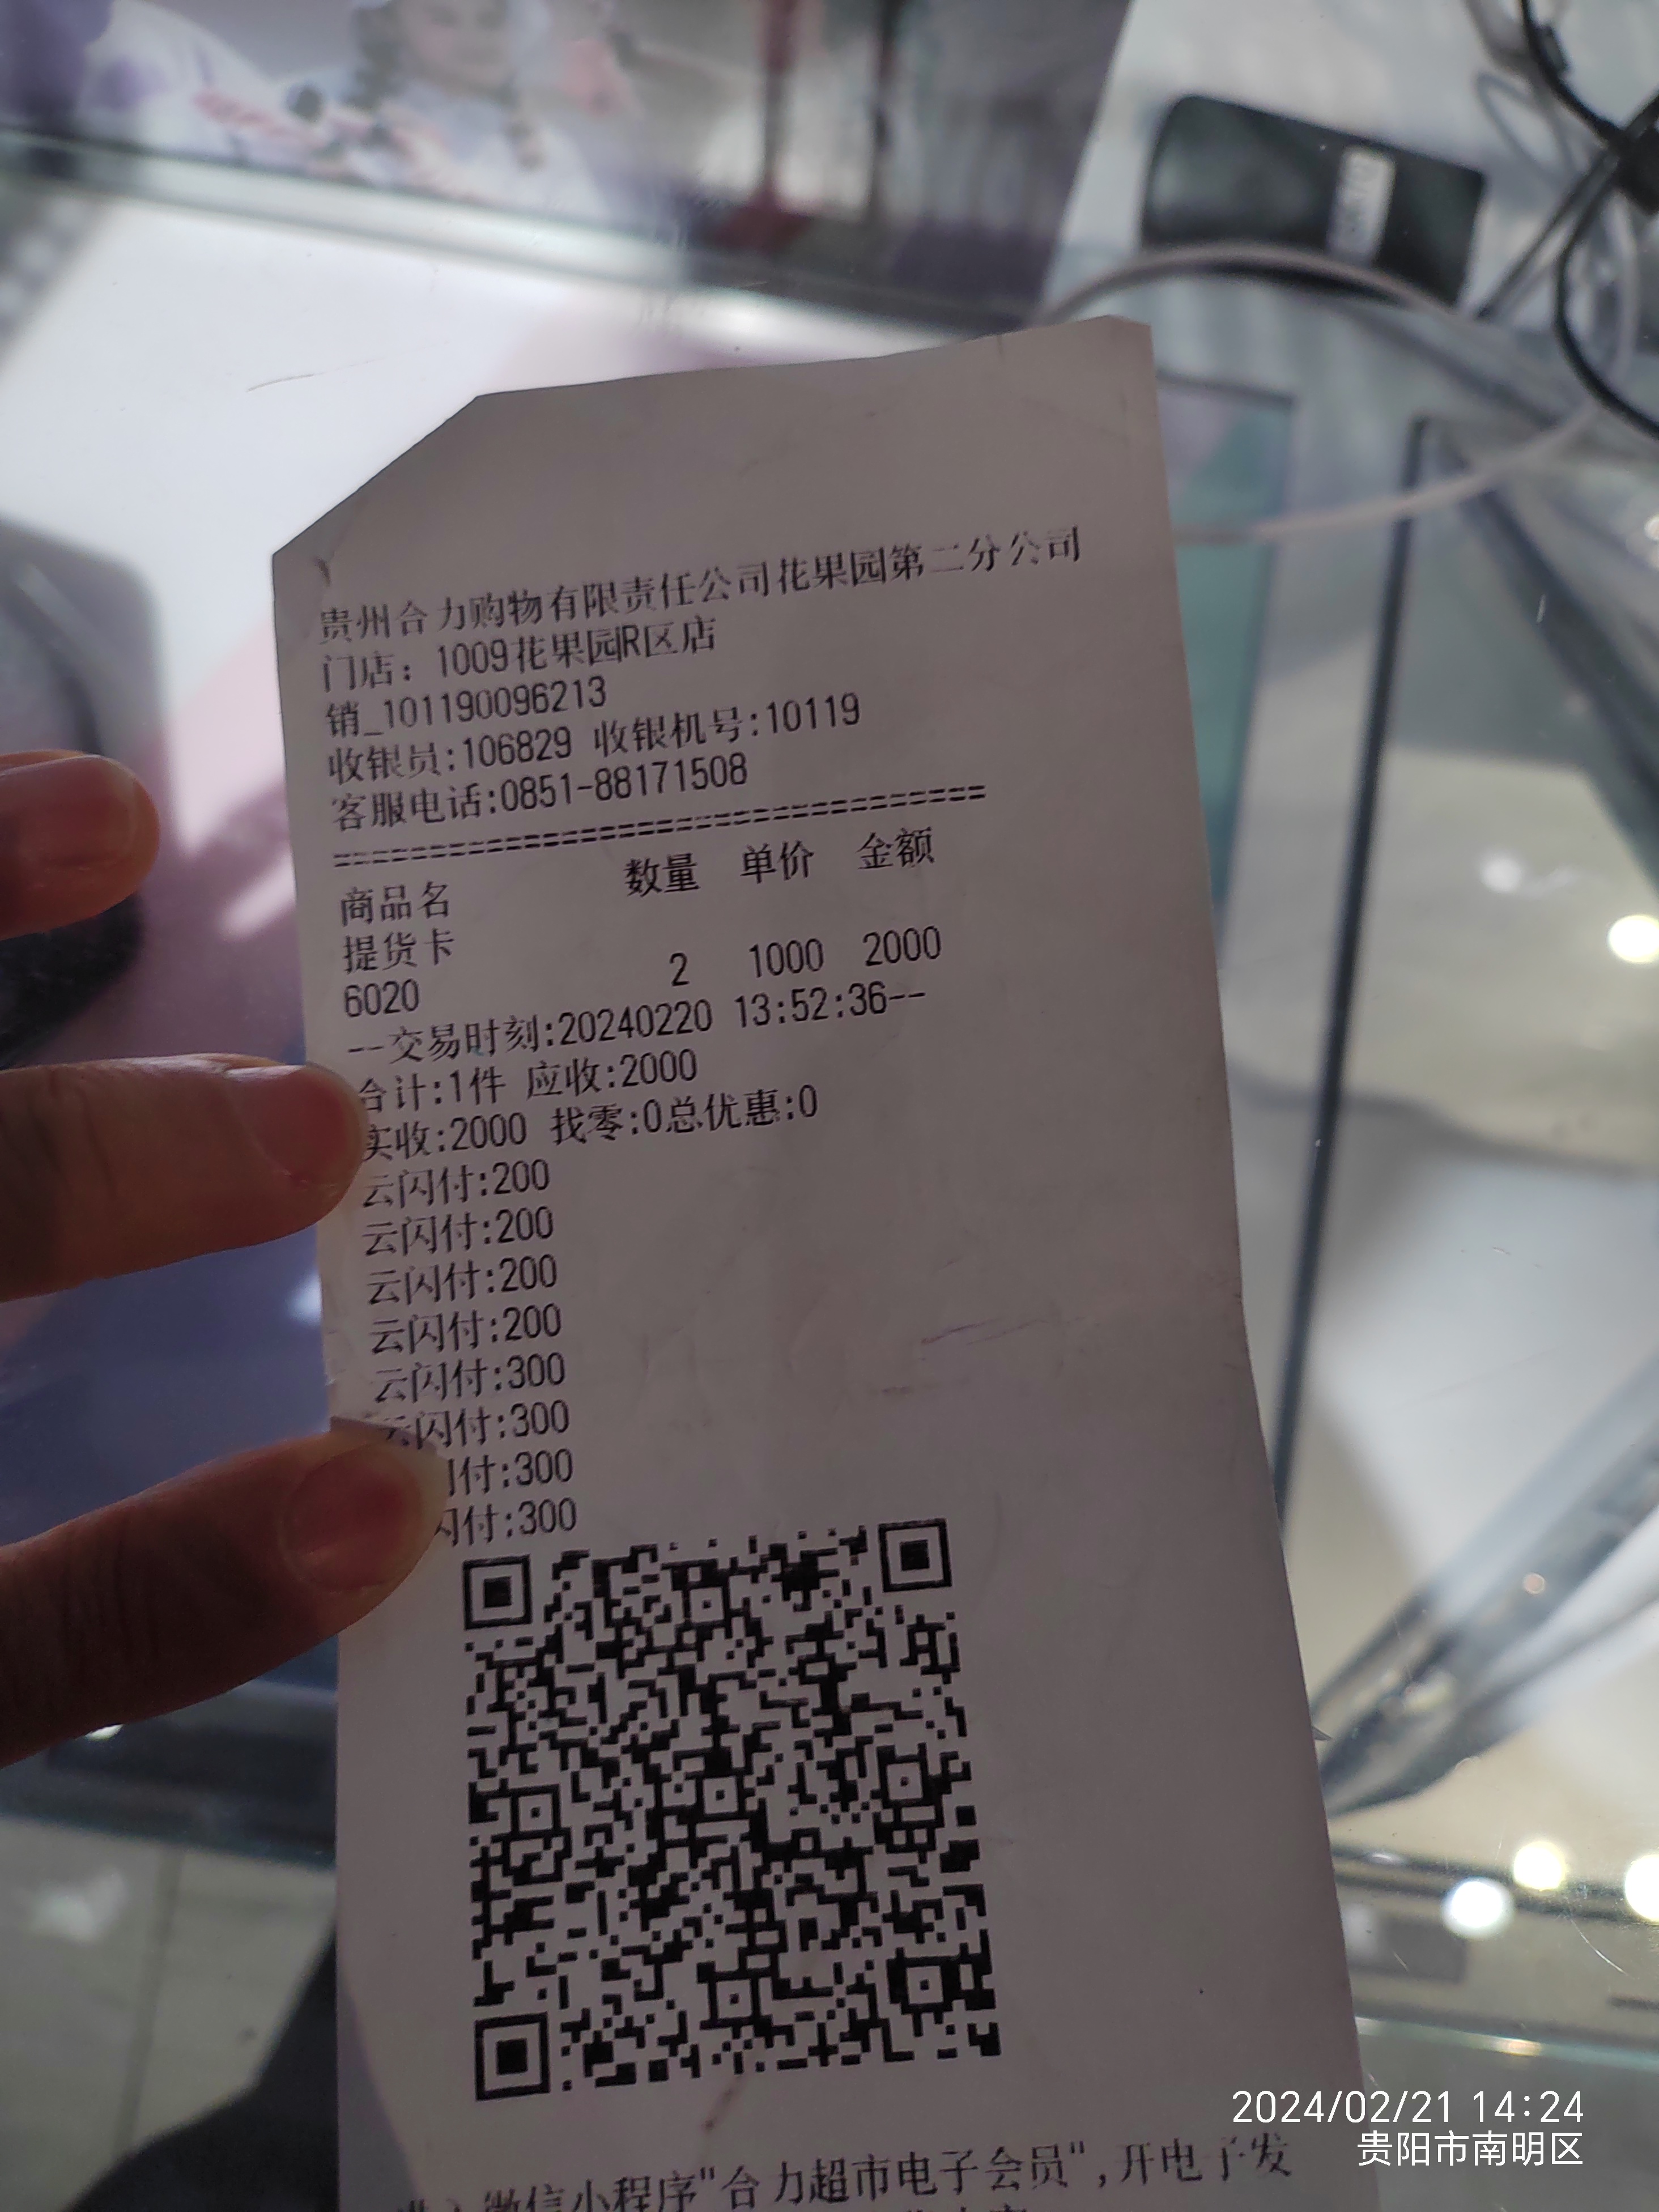 贵州合力购物有限责任公司花果园第二分公司
门店：1009花果园R区店
销_101190096213
收银员:106829 收银机号:10119
客服电话:0851-88171508
==================================
商品名 数量 单价 金额
提货卡
6020 2 1000 2000
--交易时刻:20240220 13:52:36--
合计:1件 应收:2000
实收:2000 找零:0总优惠:0
云闪付:200
云闪付:200
云闪付:200
云闪付:200
云闪付:300
云闪付:300
闪付:300
闪付:300
进入微信小程序"合力超市电子会员",开电子发
2024/02/21 14:24
贵阳市南明区